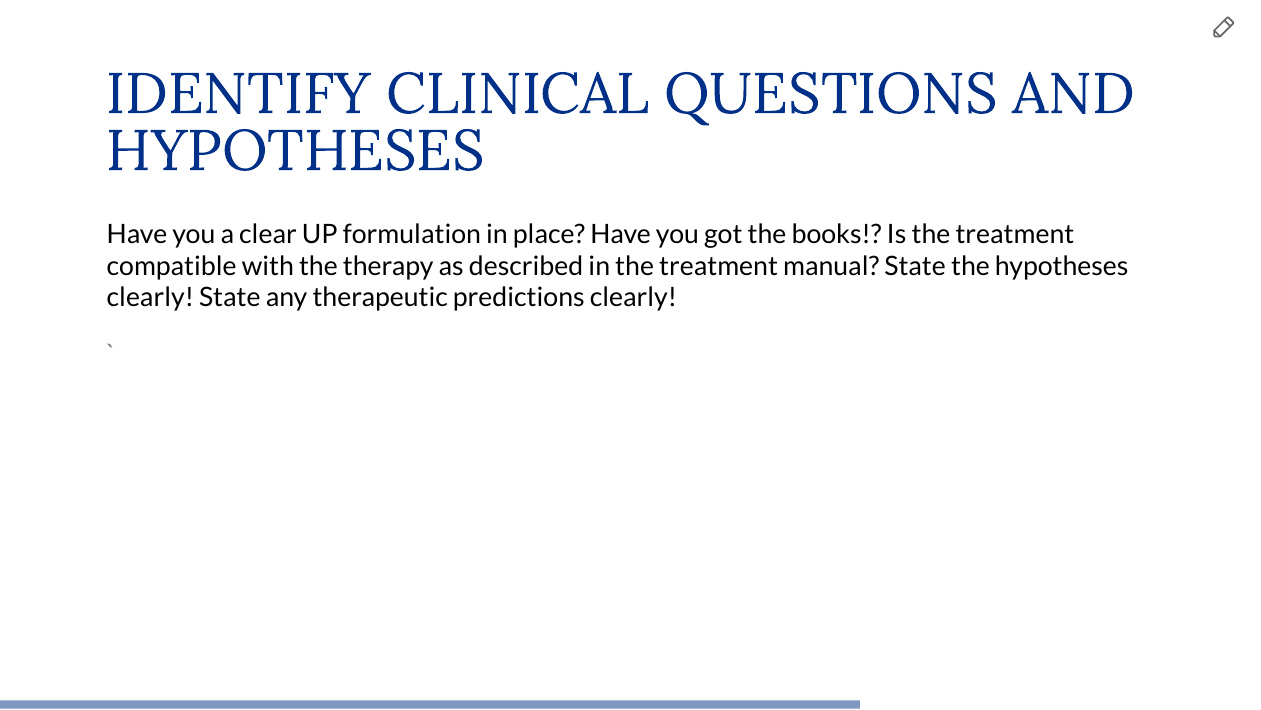 IDENTIFY CLINICAL QUESTIONS AND
HYPOTHESES
Have you a clear UP formulation in place? Have you got the books!? Is the treatment
compatible with the therapy as described in the treatment manual? State the hypotheses
clearly! State any therapeutic predictions clearly!
`